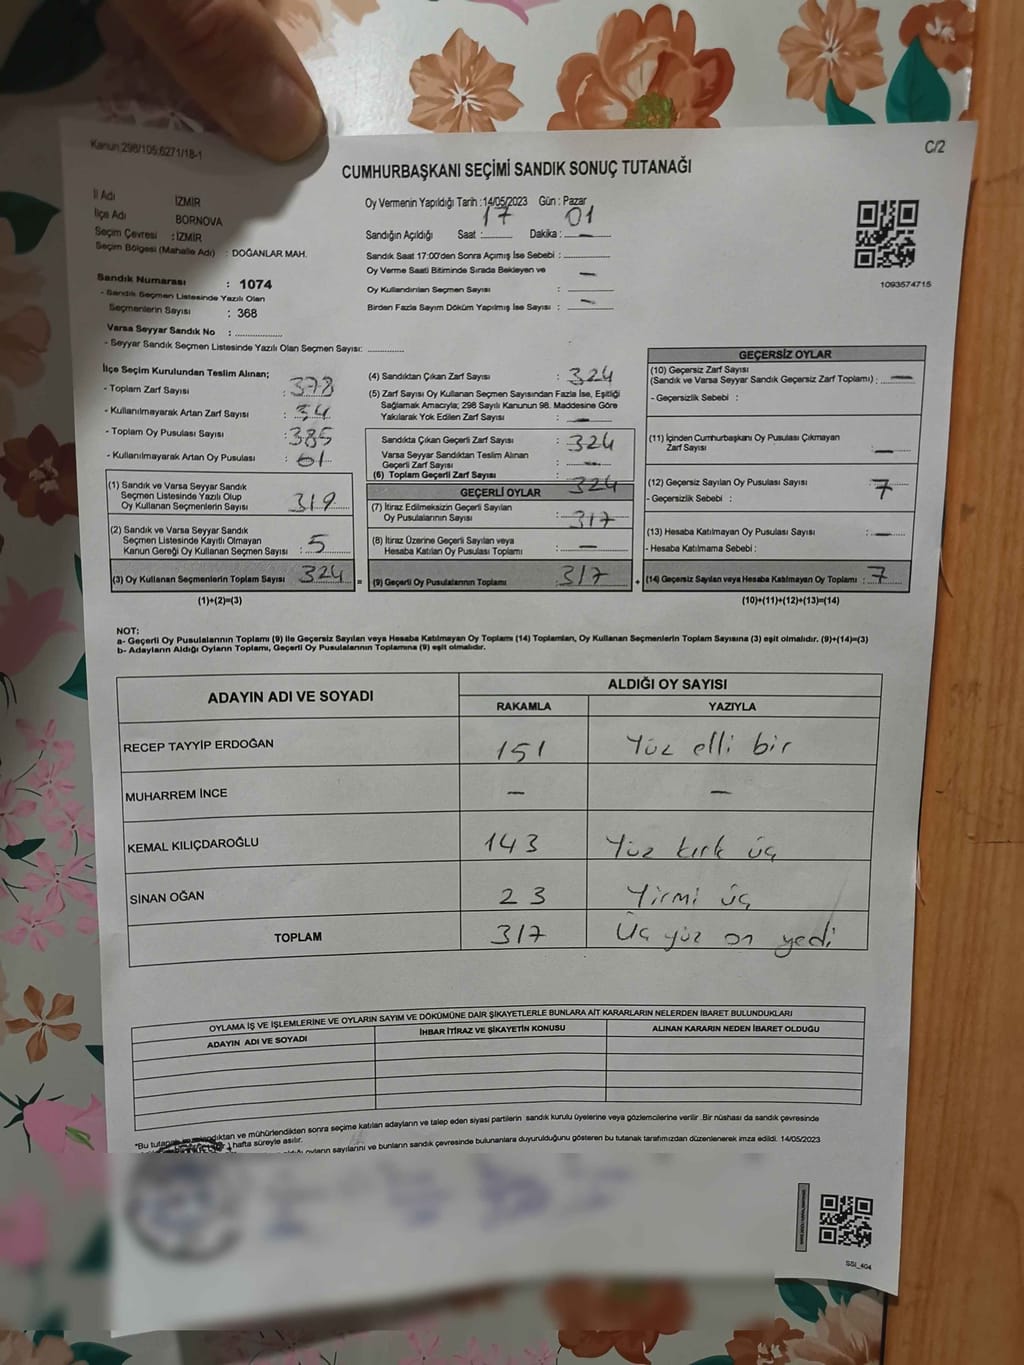 Kanun:298/105;6271/18-1
C/2
CUMHURBAŞKANI SEÇİMİ SANDIK SONUÇ TUTANAĞI
İl Adı İZMİR
İlçe Adı BORNOVA
Seçim Çevresi : İZMİR
Seçim Bölgesi (Mahalle Adı) : DOĞANLAR MAH.
Sandık Numarası : 1074
- Sandık Seçmen Listesinde Yazılı Olan
Seçmenlerin Sayısı : 368
Varsa Seyyar Sandık No :
- Seyyar Sandık Seçmen Listesinde Yazılı Olan Seçmen Sayısı:
Oy Vermenin Yapıldığı Tarih :14/05/2023 Gün : Pazar
Sandığın Açıldığı Saat : 17 Dakika : 01
Sandık Saat 17:00'den Sonra Açımış İse Sebebi :
Oy Verme Saati Bitiminde Sırada Bekleyen ve —
Oy Kullandırılan Seçmen Sayısı :
Birden Fazla Sayım Döküm Yapılmış İse Sayısı : —
1093574715
İlçe Seçim Kurulundan Teslim Alınan;
- Toplam Zarf Sayısı : 378
- Kullanılmayarak Artan Zarf Sayısı : 54
- Toplam Oy Pusulası Sayısı : 385
- Kullanılmayarak Artan Oy Pusulası : 61
(1) Sandık ve Varsa Seyyar Sandık
Seçmen Listesinde Yazılı Olup
Oy Kullanan Seçmenlerin Sayısı : 319
(2) Sandık ve Varsa Seyyar Sandık
Seçmen Listesinde Kayıtlı Olmayan
Kanun Gereği Oy Kullanan Seçmen Sayısı : 5
(3) Oy Kullanan Seçmenlerin Toplam Sayısı : 324
(1)+(2)=(3)
(4) Sandıktan Çıkan Zarf Sayısı : 324
(5) Zarf Sayısı Oy Kullanan Seçmen Sayısından Fazla İse, Eşitliği
Sağlamak Amacıyla; 298 Sayılı Kanunun 98. Maddesine Göre
Yakılarak Yok Edilen Zarf Sayısı : —
Sandıkta Çıkan Geçerli Zarf Sayısı : 324
Varsa Seyyar Sandıktan Teslim Alınan
Geçerli Zarf Sayısı : —
(6) Toplam Geçerli Zarf Sayısı : 324
GEÇERLİ OYLAR
(7) İtiraz Edilmeksizin Geçerli Sayılan
Oy Pusulalarının Sayısı : 317
(8) İtiraz Üzerine Geçerli Sayılan veya
Hesaba Katılan Oy Pusulası Toplamı : —
= (9) Geçerli Oy Pusulalarının Toplamı : 317
GEÇERSİZ OYLAR
(10) Geçersiz Zarf Sayısı
(Sandık ve Varsa Seyyar Sandık Geçersiz Zarf Toplamı) : —
- Geçersizlik Sebebi :
(11) İçinden Cumhurbaşkanı Oy Pusulası Çıkmayan
Zarf Sayısı : —
(12) Geçersiz Sayılan Oy Pusulası Sayısı : 7
- Geçersizlik Sebebi :
(13) Hesaba Katılmayan Oy Pusulası Sayısı : —
- Hesaba Katılmama Sebebi :
+ (14) Geçersiz Sayılan veya Hesaba Katılmayan Oy Toplamı : 7
(10)+(11)+(12)+(13)=(14)
NOT:
a- Geçerli Oy Pusulalarının Toplamı (9) ile Geçersiz Sayılan veya Hesaba Katılmayan Oy Toplamı (14) Toplamları, Oy Kullanan Seçmenlerin Toplam Sayısına (3) eşit olmalıdır. (9)+(14)=(3)
b- Adayların Aldığı Oyların Toplamı, Geçerli Oy Pusulalarının Toplamına (9) eşit olmalıdır.
ADAYIN ADI VE SOYADI ALDIĞI OY SAYISI
RAKAMLA YAZIYLA
RECEP TAYYİP ERDOĞAN 151 Yüz elli bir
MUHARREM İNCE — —
KEMAL KILIÇDAROĞLU 143 Yüz kırk üç
SİNAN OĞAN 23 Yirmi üç
TOPLAM 317 Üç yüz on yedi
OYLAMA İŞ VE İŞLEMLERİNE VE OYLARIN SAYIM VE DÖKÜMÜNE DAİR ŞİKAYETLERLE BUNLARA AİT KARARLARIN NELERDEN İBARET BULUNDUKLARI
ADAYIN ADI VE SOYADI İHBAR İTİRAZ VE ŞİKAYETİN KONUSU ALINAN KARARIN NEDEN İBARET OLDUĞU
*Bu tutanak imzalandıktan ve mühürlendikten sonra seçime katılan adayların ve talep eden siyasi partilerin sandık kurulu üyelerine veya gözlemcilerine verilir .Bir nüshası da sandık çevresinde
hafta süreyle asılır.
oyların sayılarını ve bunların sandık çevresinde bulunanlara duyurulduğunu gösteren bu tutanak tarafımızdan düzenlenerek imza edildi. 14/05/2023
SSI_404